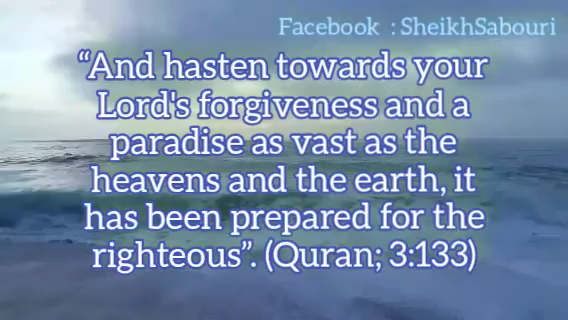 Facebook : SheikhSabouri
“And hasten towards your
Lord's forgiveness and a
paradise as vast as the
heavens and the earth, it
has been prepared for the
righteous”. (Quran; 3:133)